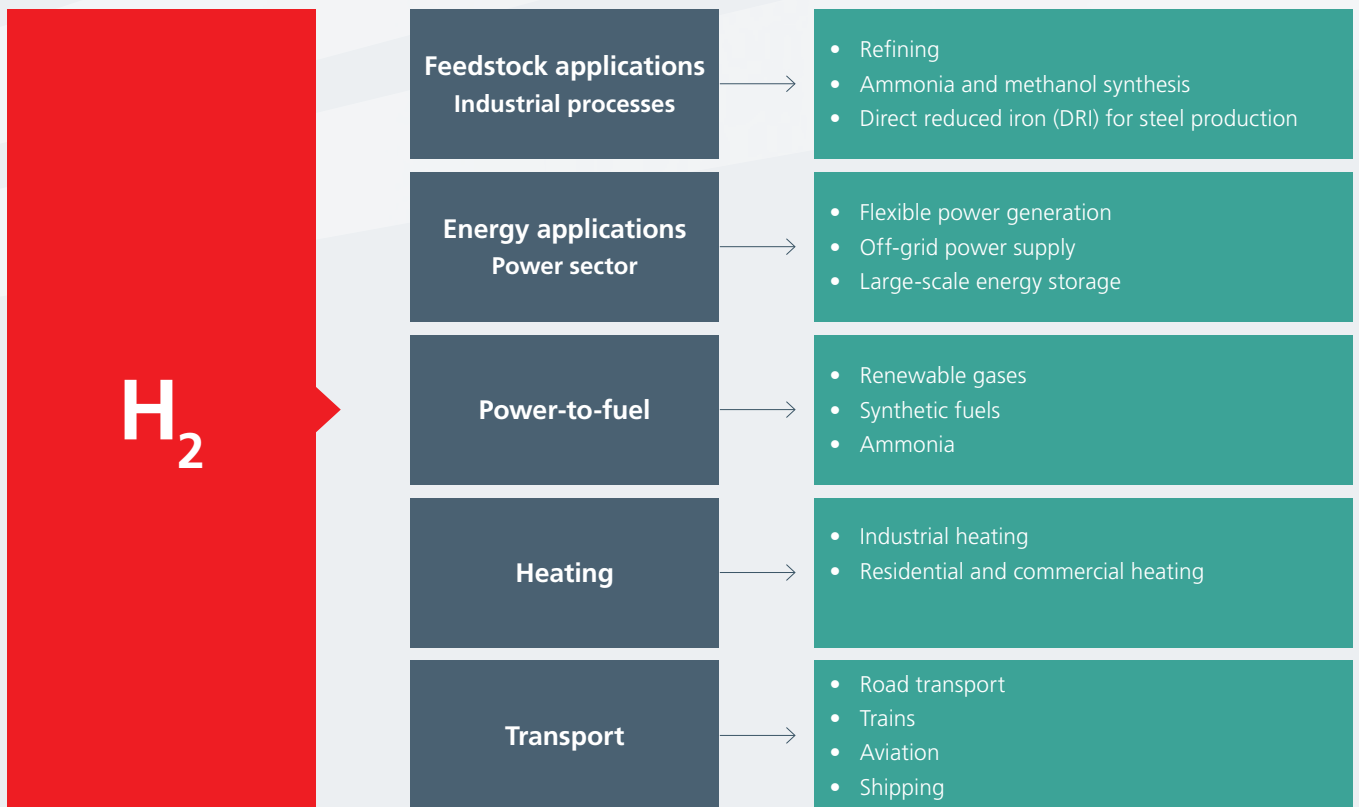 H2
Feedstock applications
Industrial processes
• Refining
• Ammonia and methanol synthesis
• Direct reduced iron (DRI) for steel production
Energy applications
Power sector
• Flexible power generation
• Off-grid power supply
• Large-scale energy storage
Power-to-fuel
• Renewable gases
• Synthetic fuels
• Ammonia
Heating
• Industrial heating
• Residential and commercial heating
Transport
• Road transport
• Trains
• Aviation
• Shipping